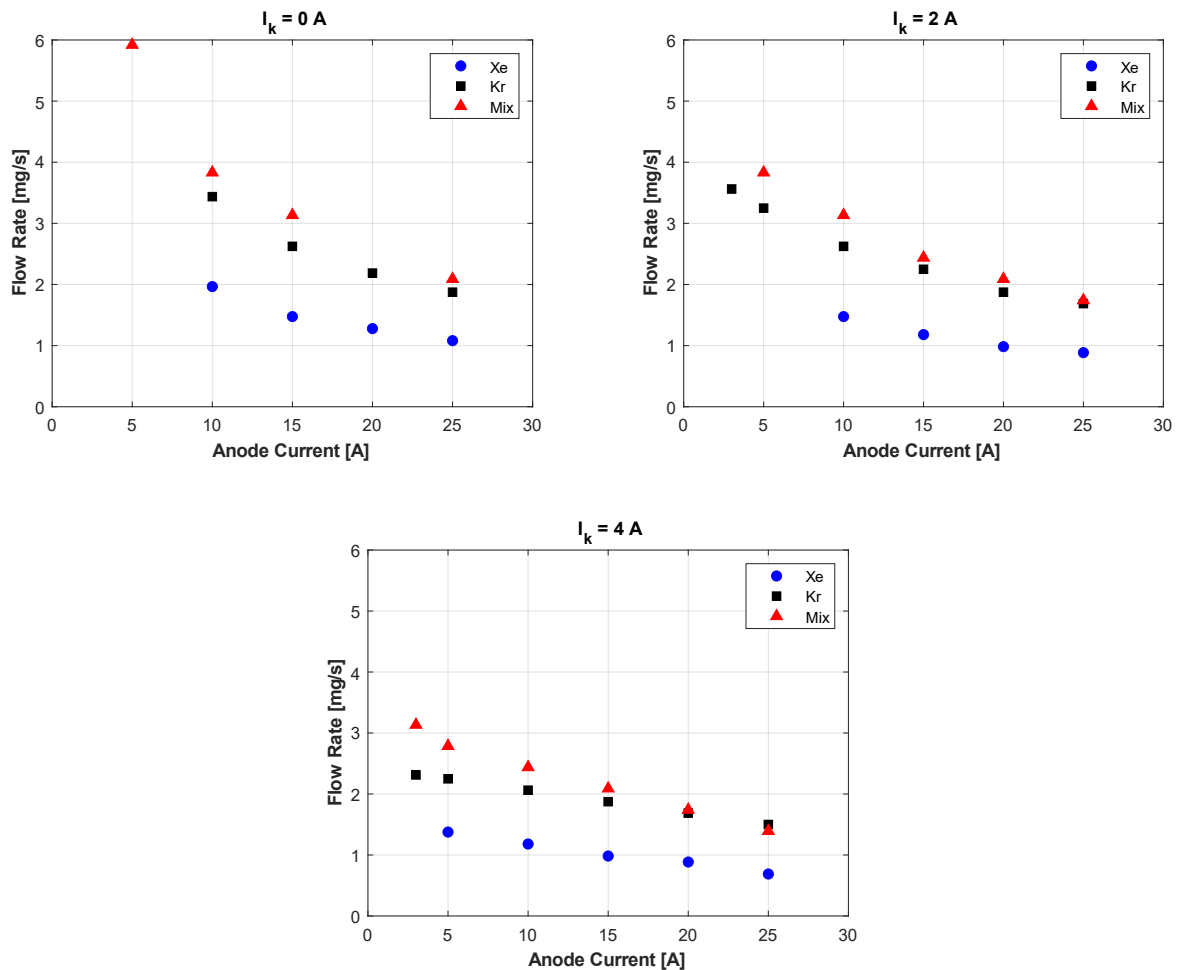 I_k = 0 A
Flow Rate [mg/s]
6
5
4
3
2
1
0
0 5 10 15 20 25 30
Anode Current [A]
Xe
Kr
Mix
I_k = 2 A
Flow Rate [mg/s]
6
5
4
3
2
1
0
0 5 10 15 20 25 30
Anode Current [A]
Xe
Kr
Mix
I_k = 4 A
Flow Rate [mg/s]
6
5
4
3
2
1
0
0 5 10 15 20 25 30
Anode Current [A]
Xe
Kr
Mix